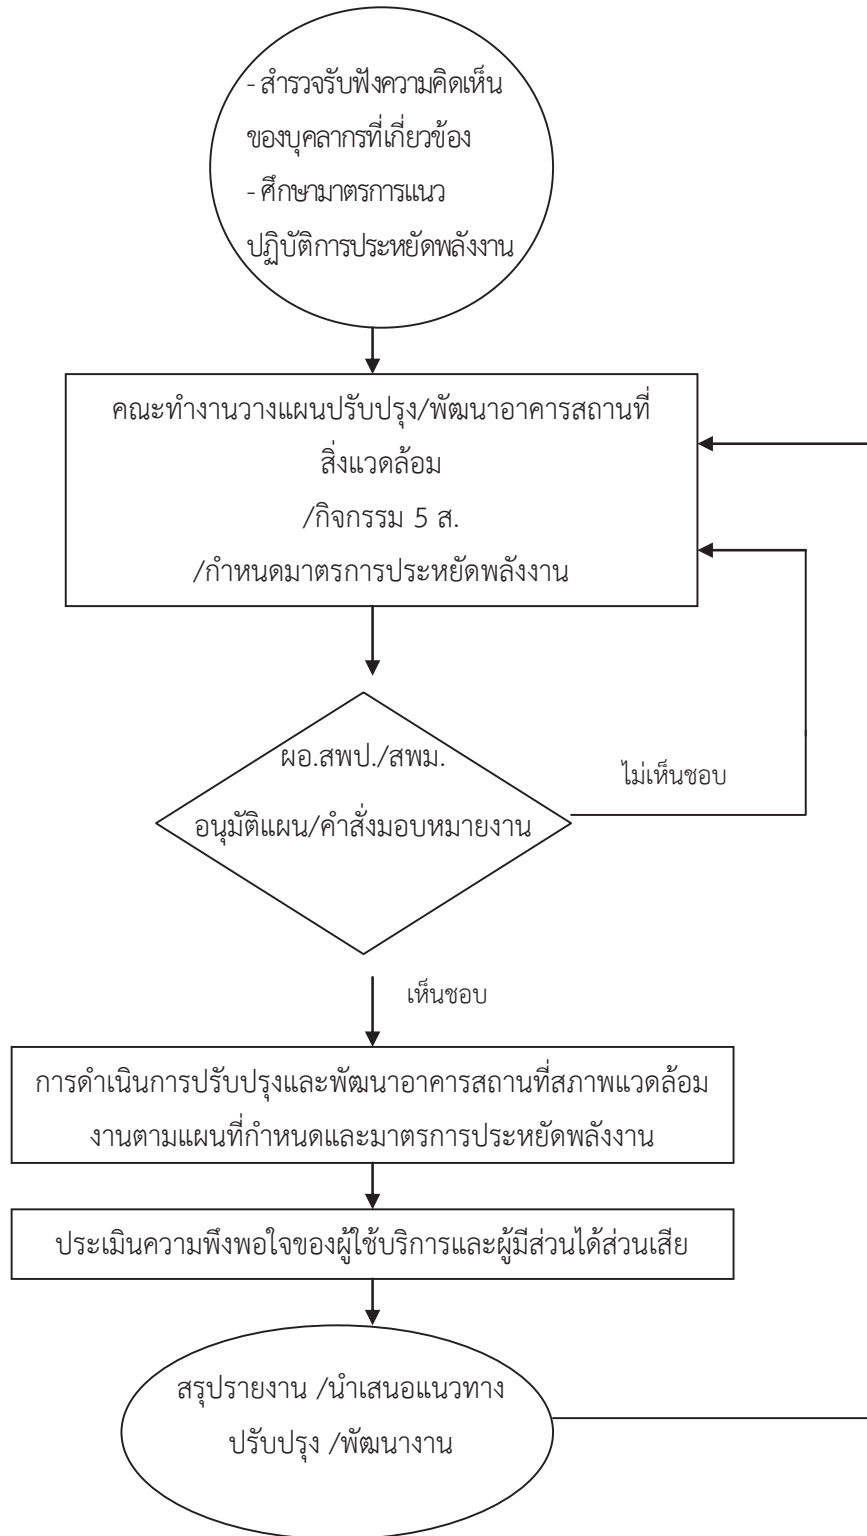 - สำรวจรับฟังความคิดเห็น
ของบุคลากรที่เกี่ยวข้อง
- ศึกษามาตรการแนว
ปฏิบัติการประหยัดพลังงาน
คณะทำงานวางแผนปรับปรุง/พัฒนาอาคารสถานที่
สิ่งแวดล้อม
/กิจกรรม 5 ส.
/กำหนดมาตรการประหยัดพลังงาน
ผอ.สพป./สพม.
อนุมัติแผน/คำสั่งมอบหมายงาน
ไม่เห็นชอบ
เห็นชอบ
การดำเนินการปรับปรุงและพัฒนาอาคารสถานที่สภาพแวดล้อม
งานตามแผนที่กำหนดและมาตรการประหยัดพลังงาน
ประเมินความพึงพอใจของผู้ใช้บริการและผู้มีส่วนได้ส่วนเสีย
สรุปรายงาน /นำเสนอแนวทาง
ปรับปรุง /พัฒนางาน